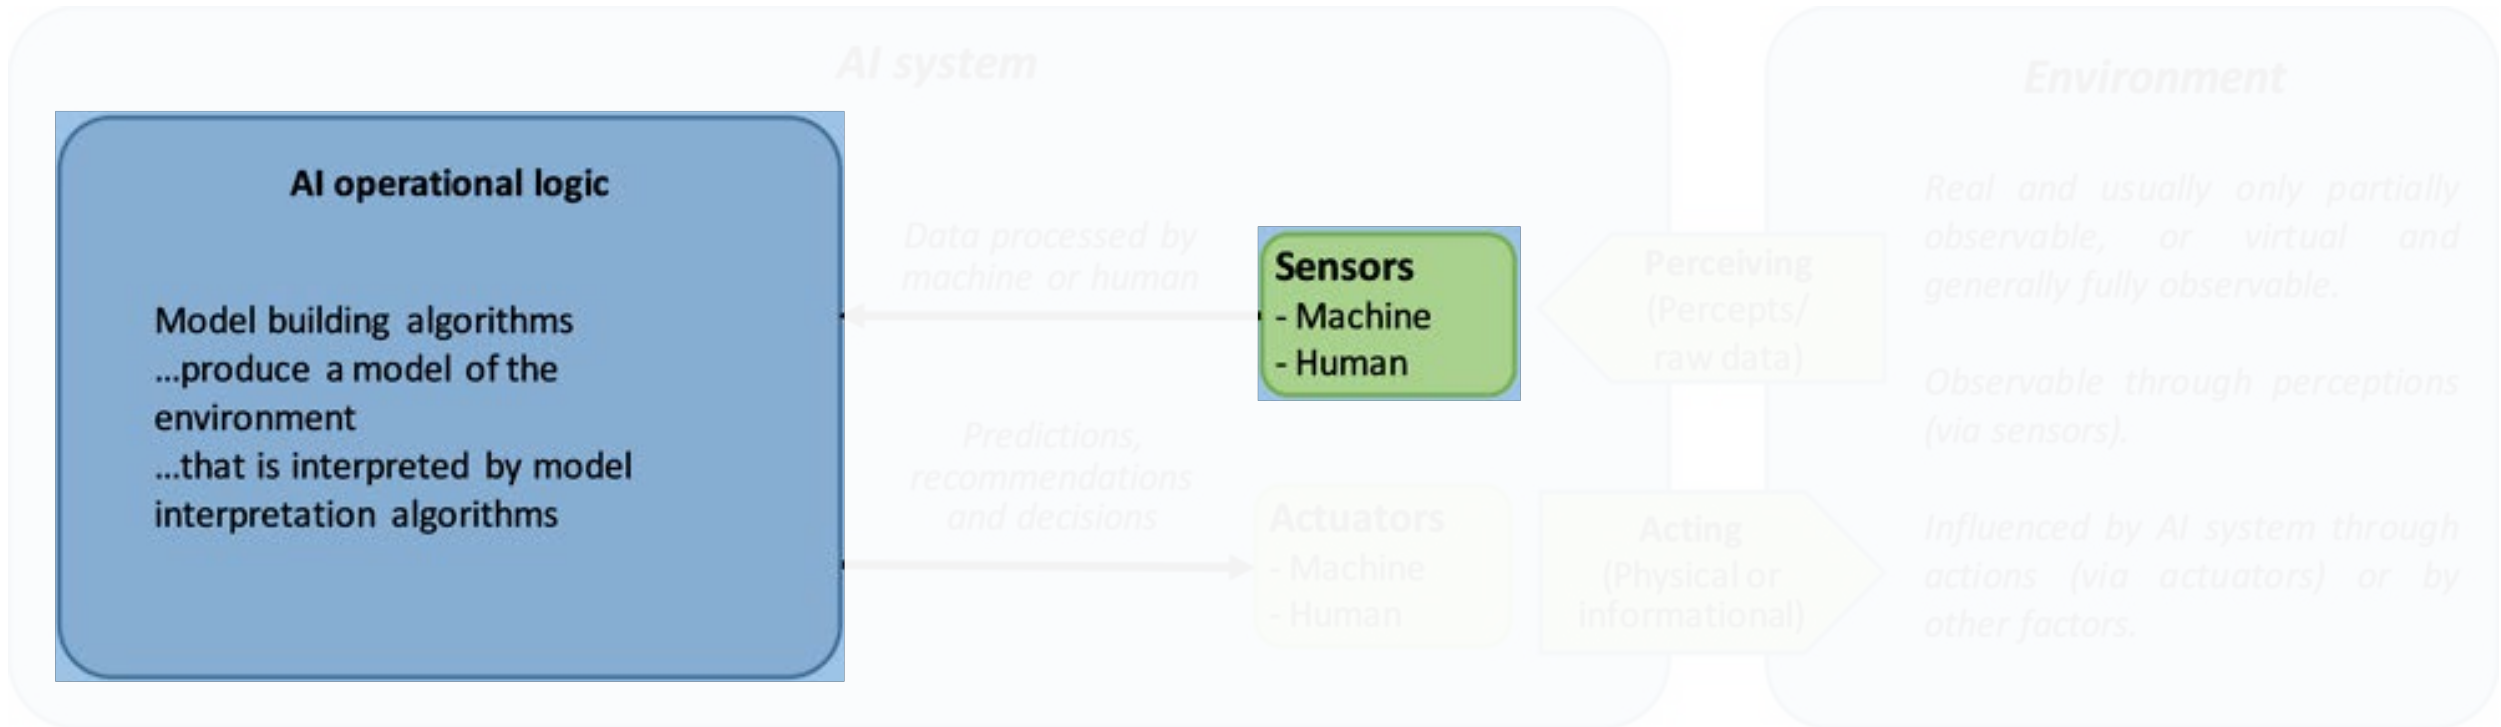 AI system
Environment
AI operational logic
Model building algorithms
...produce a model of the
environment
...that is interpreted by model
interpretation algorithms
Data processed by
machine or human
Predictions,
recommendations
and decisions
Sensors
- Machine
- Human
Actuators
- Machine
- Human
Perceiving
(Percepts/
raw data)
Acting
(Physical or
informational)
Real and usually only partially
observable, or virtual and
generally fully observable.
Observable through perceptions
(via sensors).
Influenced by AI system through
actions (via actuators) or by
other factors.